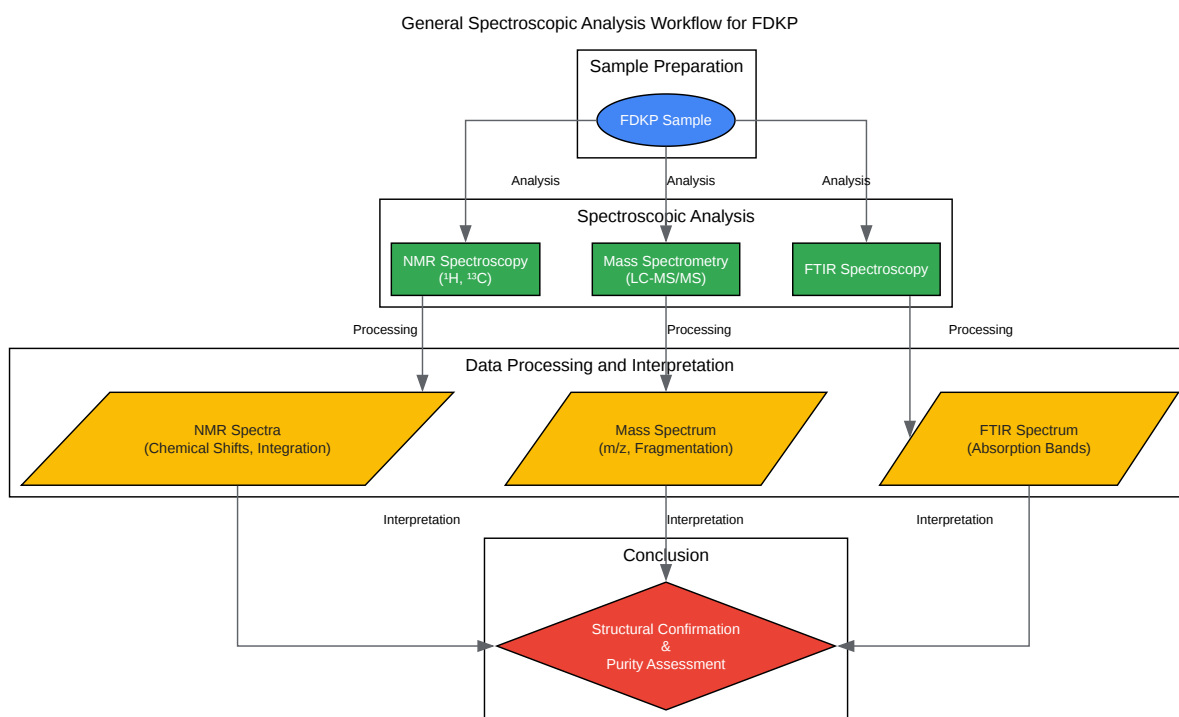 General Spectroscopic Analysis Workflow for FDKP
Sample Preparation
FDKP Sample
Analysis
Analysis
Analysis
Spectroscopic Analysis
NMR Spectroscopy
(¹H, ¹³C)
Mass Spectrometry
(LC-MS/MS)
FTIR Spectroscopy
Processing
Processing
Processing
Data Processing and Interpretation
NMR Spectra
(Chemical Shifts, Integration)
Mass Spectrum
(m/z, Fragmentation)
FTIR Spectrum
(Absorption Bands)
Interpretation
Interpretation
Interpretation
Conclusion
Structural Confirmation
&
Purity Assessment